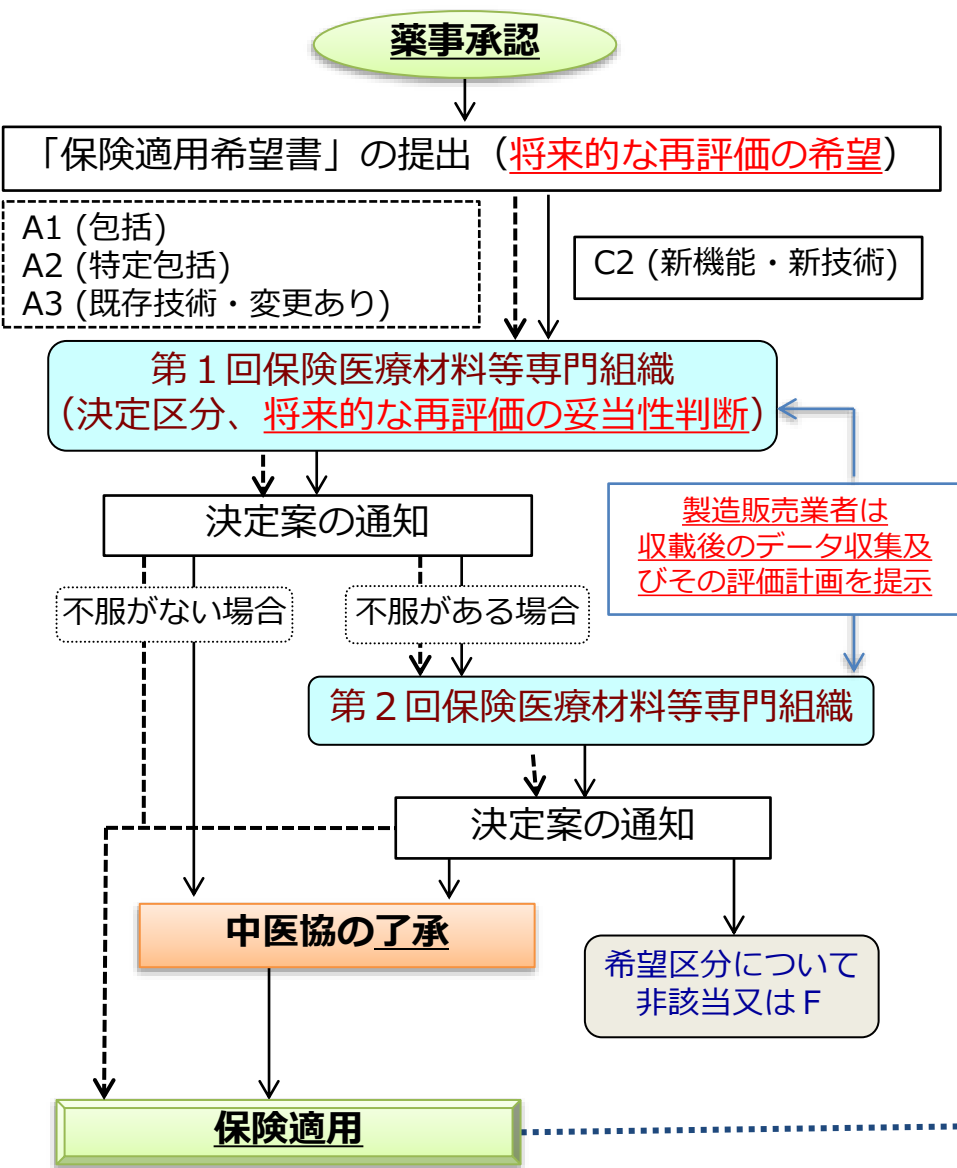 薬事承認
「保険適用希望書」の提出（将来的な再評価の希望）
A1 (包括)
A2 (特定包括)
A3 (既存技術・変更あり)
C2 (新機能・新技術)
第１回保険医療材料等専門組織
（決定区分、将来的な再評価の妥当性判断）
決定案の通知
製造販売業者は
収載後のデータ収集及
びその評価計画を提示
不服がない場合
不服がある場合
第２回保険医療材料等専門組織
決定案の通知
中医協の了承
希望区分について
非該当又はＦ
保険適用